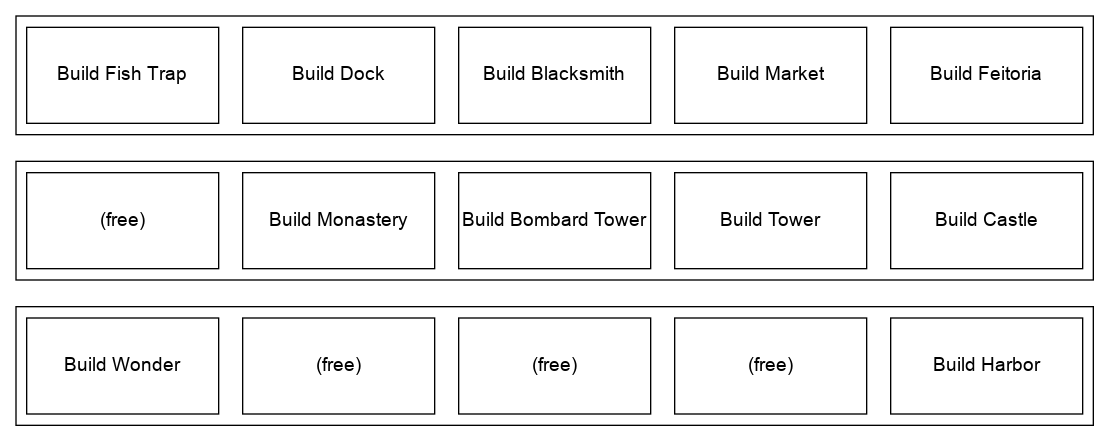 Build Fish Trap
Build Dock
Build Blacksmith
Build Market
Build Feitoria
(free)
Build Monastery
Build Bombard Tower
Build Tower
Build Castle
Build Wonder
(free)
(free)
(free)
Build Harbor